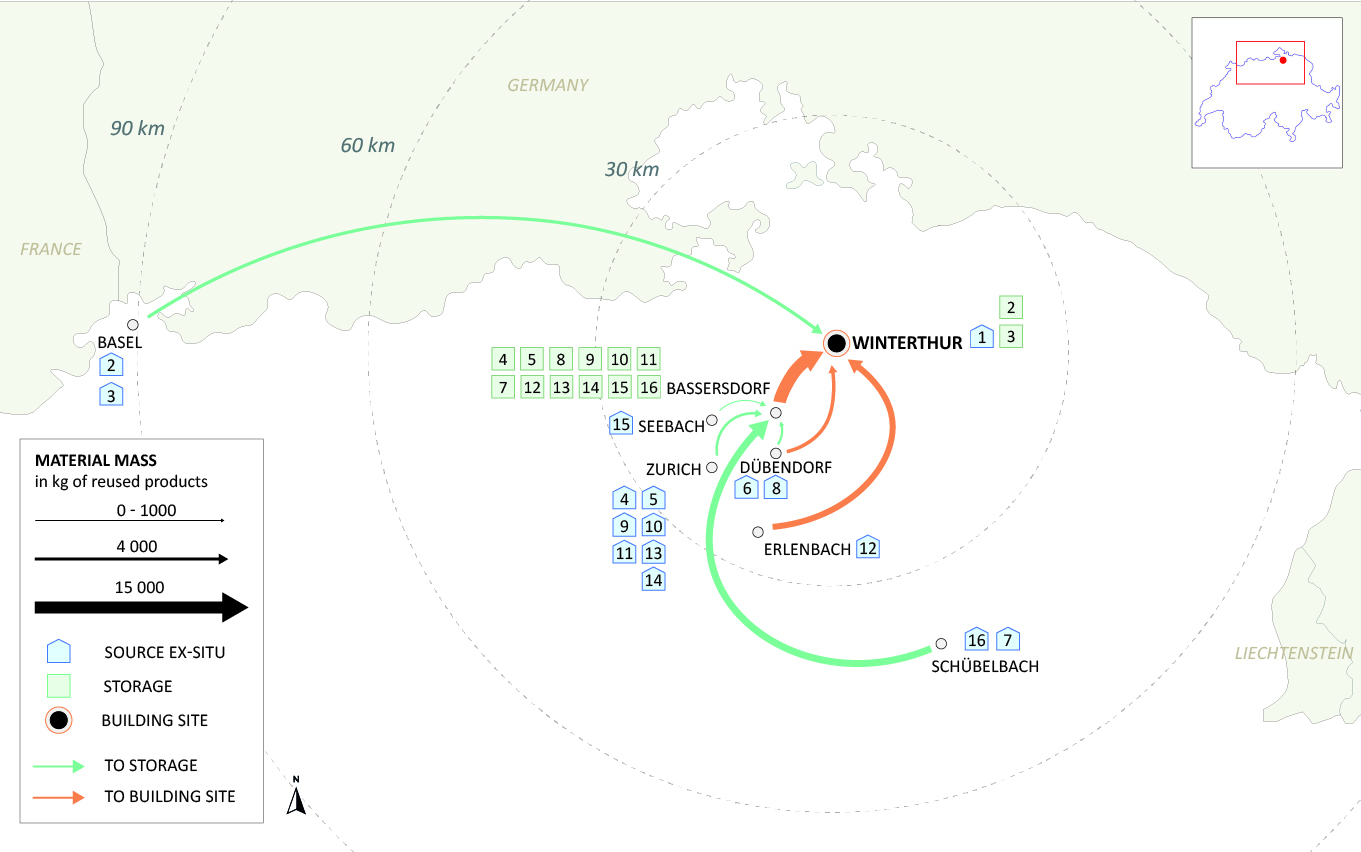 GERMANY
90 km
60 km
30 km
FRANCE
BASEL
2
3
WINTERTHUR
1
2
3
4 5 8 9 10 11
7 12 13 14 15 16
BASSERSDORF
15 SEEBACH
ZURICH
4 5
9 10
11 13
14
DÜBENDORF
6 8
ERLENBACH 12
16 7
SCHÜBELBACH
LIECHTENSTEIN
MATERIAL MASS
in kg of reused products
0 - 1000
4 000
15 000
SOURCE EX-SITU
STORAGE
BUILDING SITE
TO STORAGE
TO BUILDING SITE
N